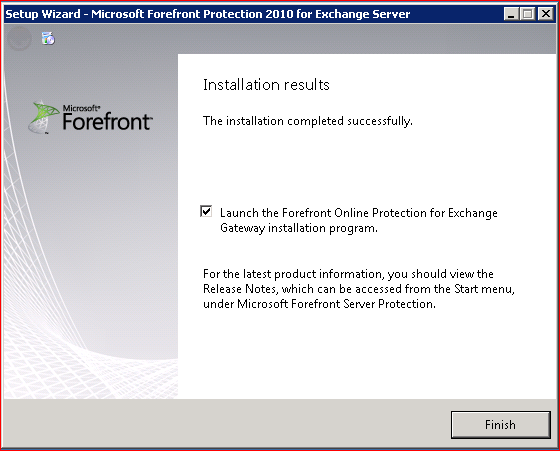 Setup Wizard - Microsoft Forefront Protection 2010 for Exchange Server
Microsoft®
Forefront™
Installation results
The installation completed successfully.
Launch the Forefront Online Protection for Exchange
Gateway installation program.
For the latest product information, you should view the
Release Notes, which can be accessed from the Start menu,
under Microsoft Forefront Server Protection.
Finish